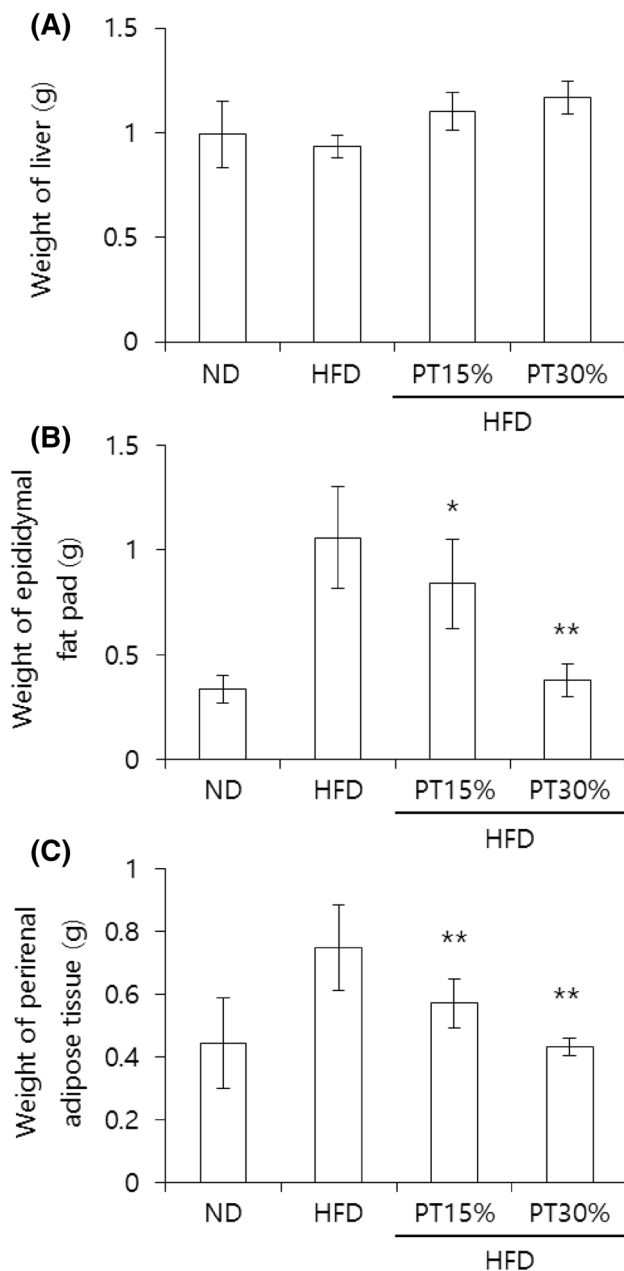 (A)
Weight of liver (g)
1.5
1
0.5
0
ND HFD PT15% PT30%
HFD
(B)
Weight of epididymal
fat pad (g)
1.5
1
0.5
0
*
**
ND HFD PT15% PT30%
HFD
(C)
Weight of perirenal
adipose tissue (g)
1
0.8
0.6
0.4
0.2
0
**
**
ND HFD PT15% PT30%
HFD